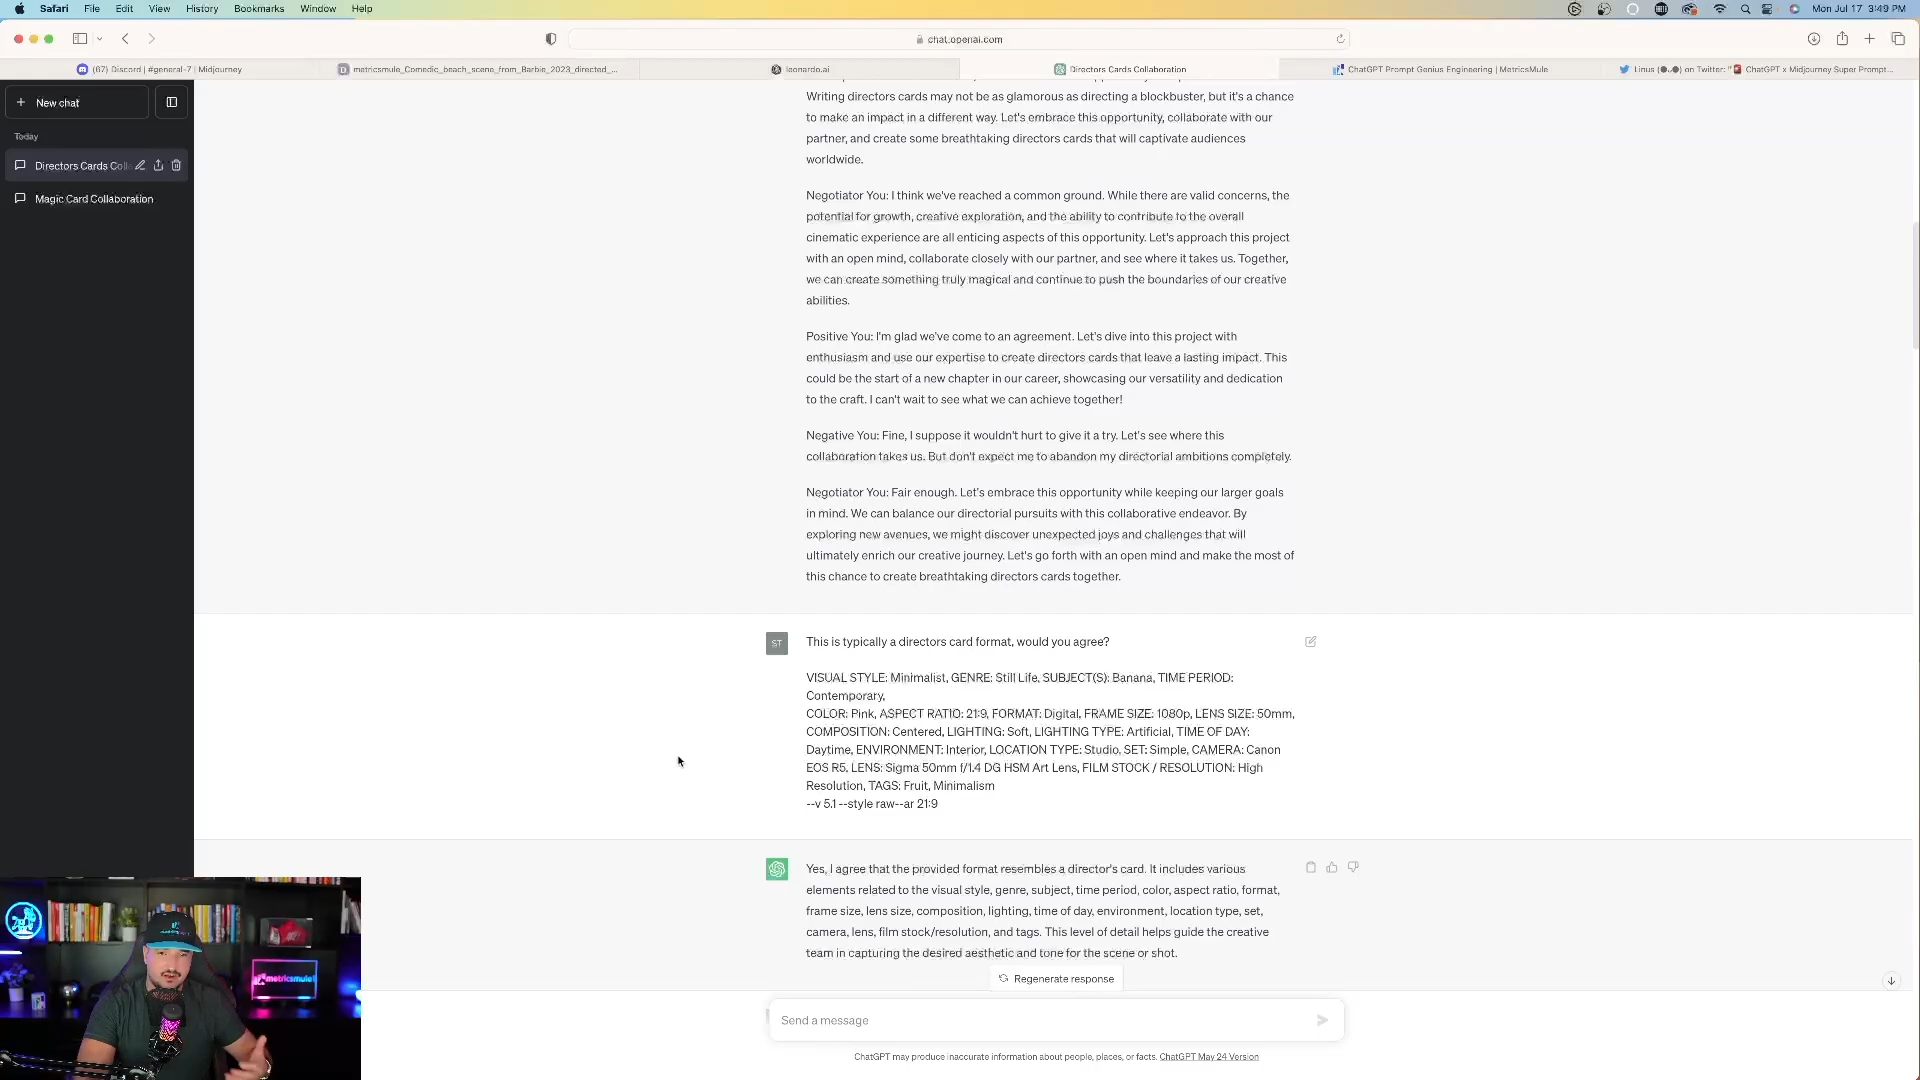 Safari File Edit View History Bookmarks Window Help
Mon Jul 17 3:49 PM
chat.openai.com
(67) Discord | #general-7 | Midjourney
metricsmule_Comedic_beach_scene_from_Barbie_2023_directed_...
leonardo.ai
Directors Cards Collaboration
ChatGPT Prompt Genius Engineering | MetricsMule
Linus (●ᴗ●) on Twitter: "🚨 ChatGPT x Midjourney Super Prompt...
New chat
Today
Directors Cards Coll
Magic Card Collaboration
Writing directors cards may not be as glamorous as directing a blockbuster, but it's a chance
to make an impact in a different way. Let's embrace this opportunity, collaborate with our
partner, and create some breathtaking directors cards that will captivate audiences
worldwide.
Negotiator You: I think we've reached a common ground. While there are valid concerns, the
potential for growth, creative exploration, and the ability to contribute to the overall
cinematic experience are all enticing aspects of this opportunity. Let's approach this project
with an open mind, collaborate closely with our partner, and see where it takes us. Together,
we can create something truly magical and continue to push the boundaries of our creative
abilities.
Positive You: I'm glad we've come to an agreement. Let's dive into this project with
enthusiasm and use our expertise to create directors cards that leave a lasting impact. This
could be the start of a new chapter in our career, showcasing our versatility and dedication
to the craft. I can't wait to see what we can achieve together!
Negative You: Fine, I suppose it wouldn't hurt to give it a try. Let's see where this
collaboration takes us. But don't expect me to abandon my directorial ambitions completely.
Negotiator You: Fair enough. Let's embrace this opportunity while keeping our larger goals
in mind. We can balance our directorial pursuits with this collaborative endeavor. By
exploring new avenues, we might discover unexpected joys and challenges that will
ultimately enrich our creative journey. Let's go forth with an open mind and make the most of
this chance to create breathtaking directors cards together.
ST
This is typically a directors card format, would you agree?
VISUAL STYLE: Minimalist, GENRE: Still Life, SUBJECT(S): Banana, TIME PERIOD:
Contemporary,
COLOR: Pink, ASPECT RATIO: 21:9, FORMAT: Digital, FRAME SIZE: 1080p, LENS SIZE: 50mm,
COMPOSITION: Centered, LIGHTING: Soft, LIGHTING TYPE: Artificial, TIME OF DAY:
Daytime, ENVIRONMENT: Interior, LOCATION TYPE: Studio, SET: Simple, CAMERA: Canon
EOS R5, LENS: Sigma 50mm f/1.4 DG HSM Art Lens, FILM STOCK / RESOLUTION: High
Resolution, TAGS: Fruit, Minimalism
--v 5.1 --style raw--ar 21:9
Yes, I agree that the provided format resembles a director's card. It includes various
elements related to the visual style, genre, subject, time period, color, aspect ratio, format,
frame size, lens size, composition, lighting, time of day, environment, location type, set,
camera, lens, film stock/resolution, and tags. This level of detail helps guide the creative
team in capturing the desired aesthetic and tone for the scene or shot.
Regenerate response
Send a message
ChatGPT may produce inaccurate information about people, places, or facts. ChatGPT May 24 Version
metricsmule